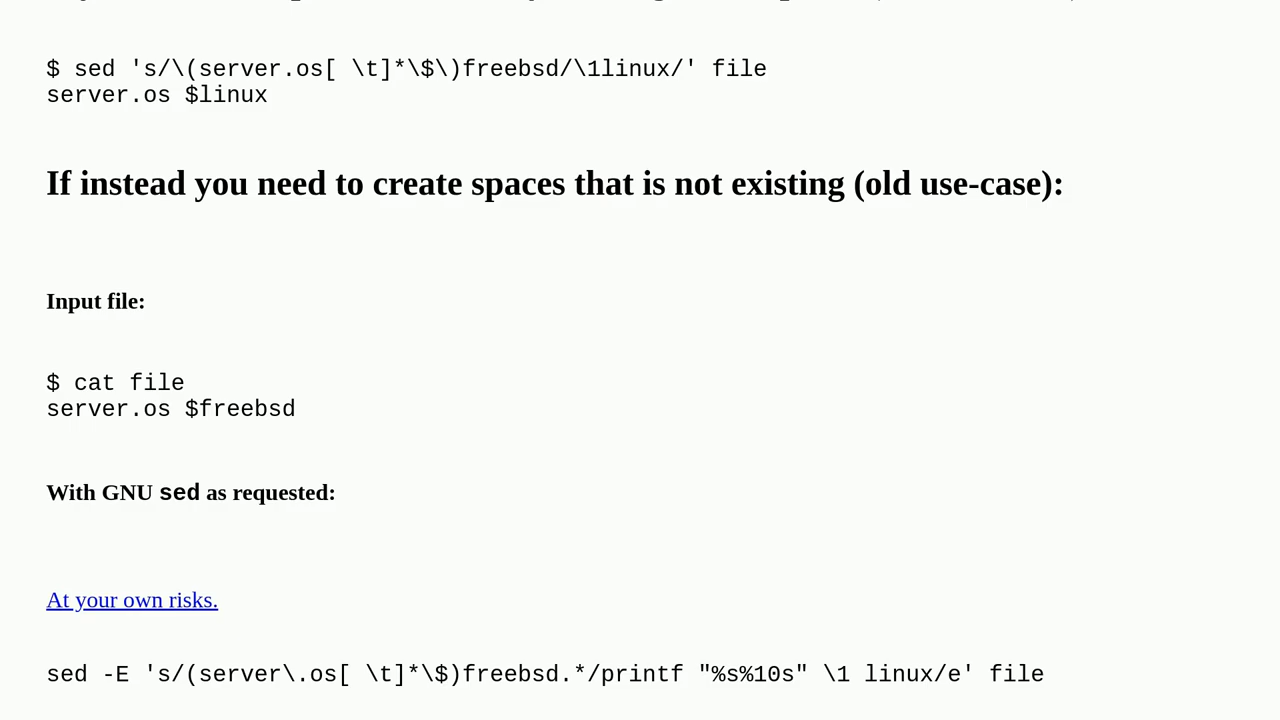 $ sed 's/\(server.os[ \t]*\$\)freebsd/\1linux/' file
server.os $linux
If instead you need to create spaces that is not existing (old use-case):
Input file:
$ cat file
server.os $freebsd
With GNU sed as requested:
At your own risks.
sed -E 's/(server\.os[ \t]*\$)freebsd.*/printf "%s%10s" \1 linux/e' file